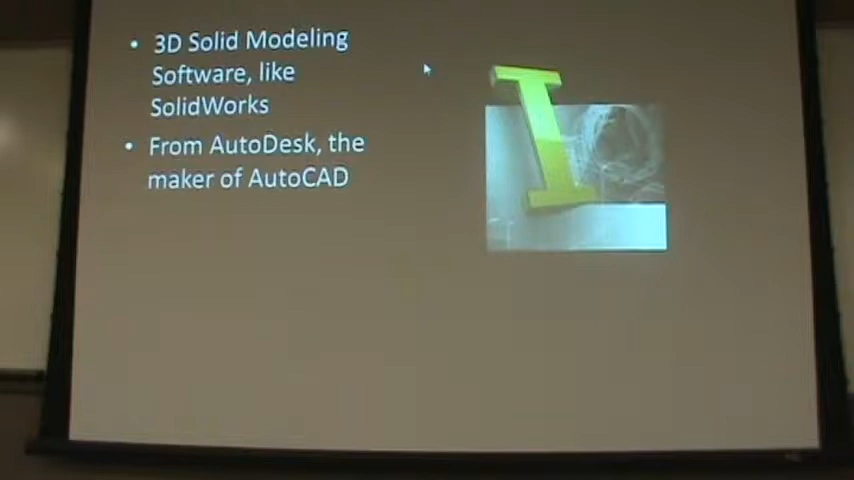 • 3D Solid Modeling
Software, like
SolidWorks
• From AutoDesk, the
maker of AutoCAD
I